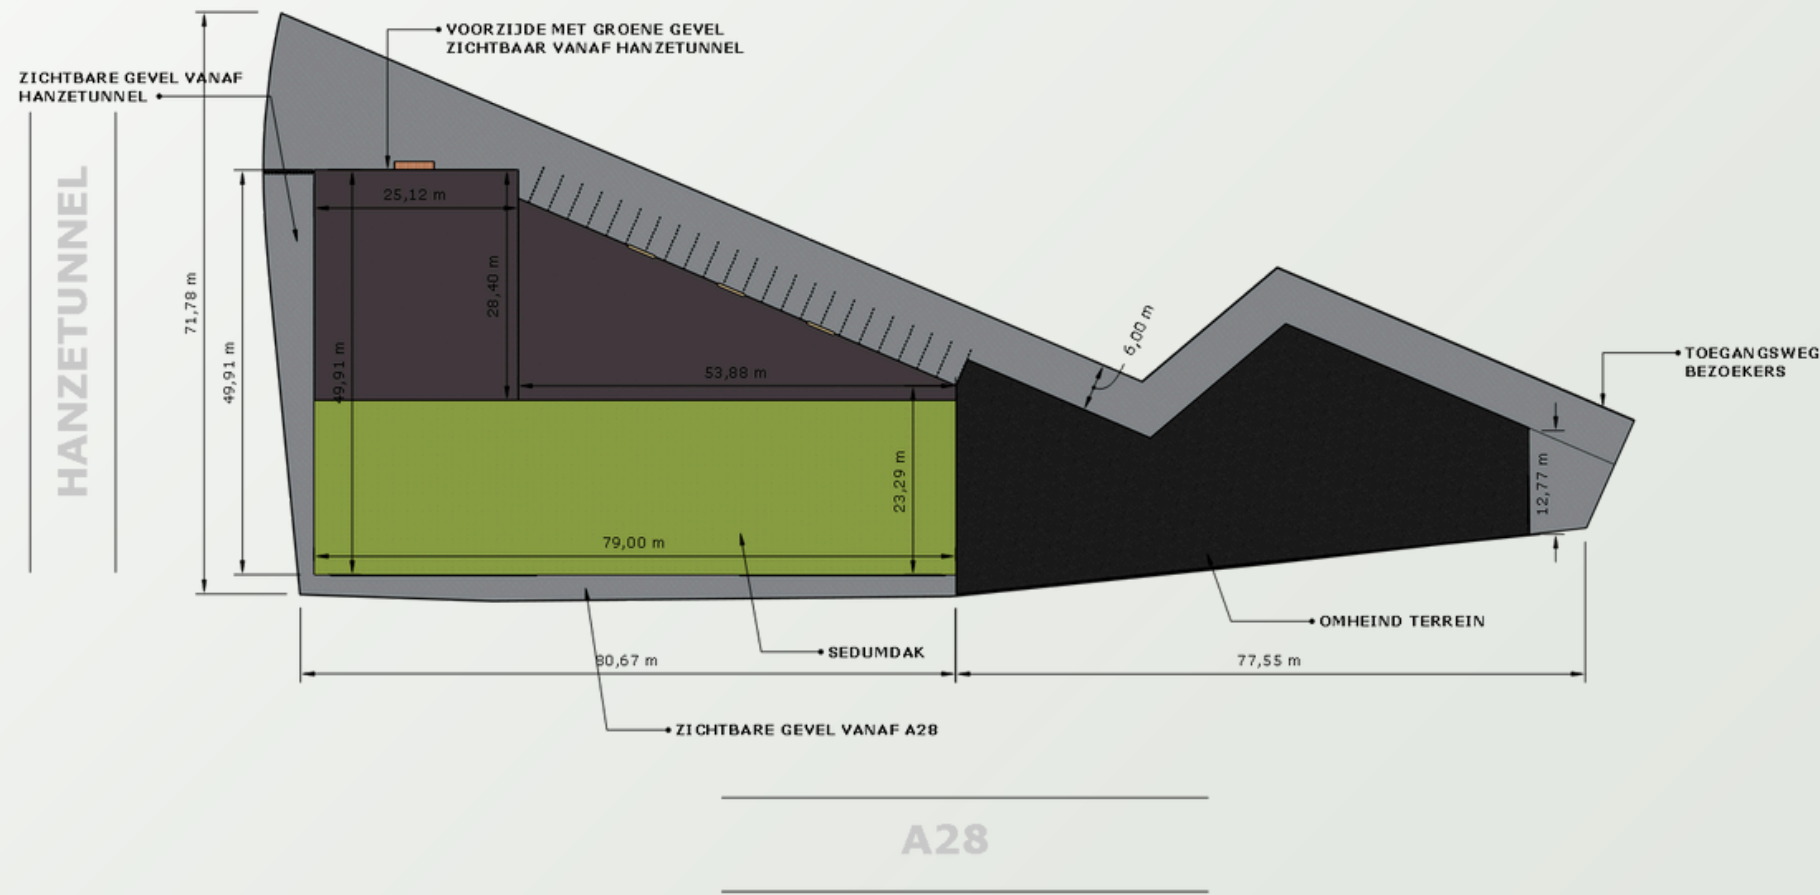 VOORZIJDE MET GROENE GEVEL
ZICHTBAAR VANAF HANZETUNNEL
ZICHTBARE GEVEL VANAF
HANZETUNNEL
HANZETUNNEL
71,78 m
49,91 m
49,91 m
25,12 m
28,40 m
53,88 m
6,00 m
TOEGANGSWEG
BEZOEKERS
23,29 m
12,77 m
79,00 m
OMHEIND TERREIN
SEDUMDAK
80,67 m
77,55 m
ZICHTBARE GEVEL VANAF A28
A28